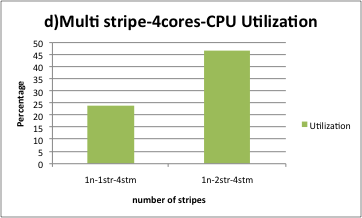 d)Multi stripe-4cores-CPU Utilization
50
45
40
35
30
25
20
15
10
5
0
Percentage
1n-1str-4stm
1n-2str-4stm
number of stripes
Utilization